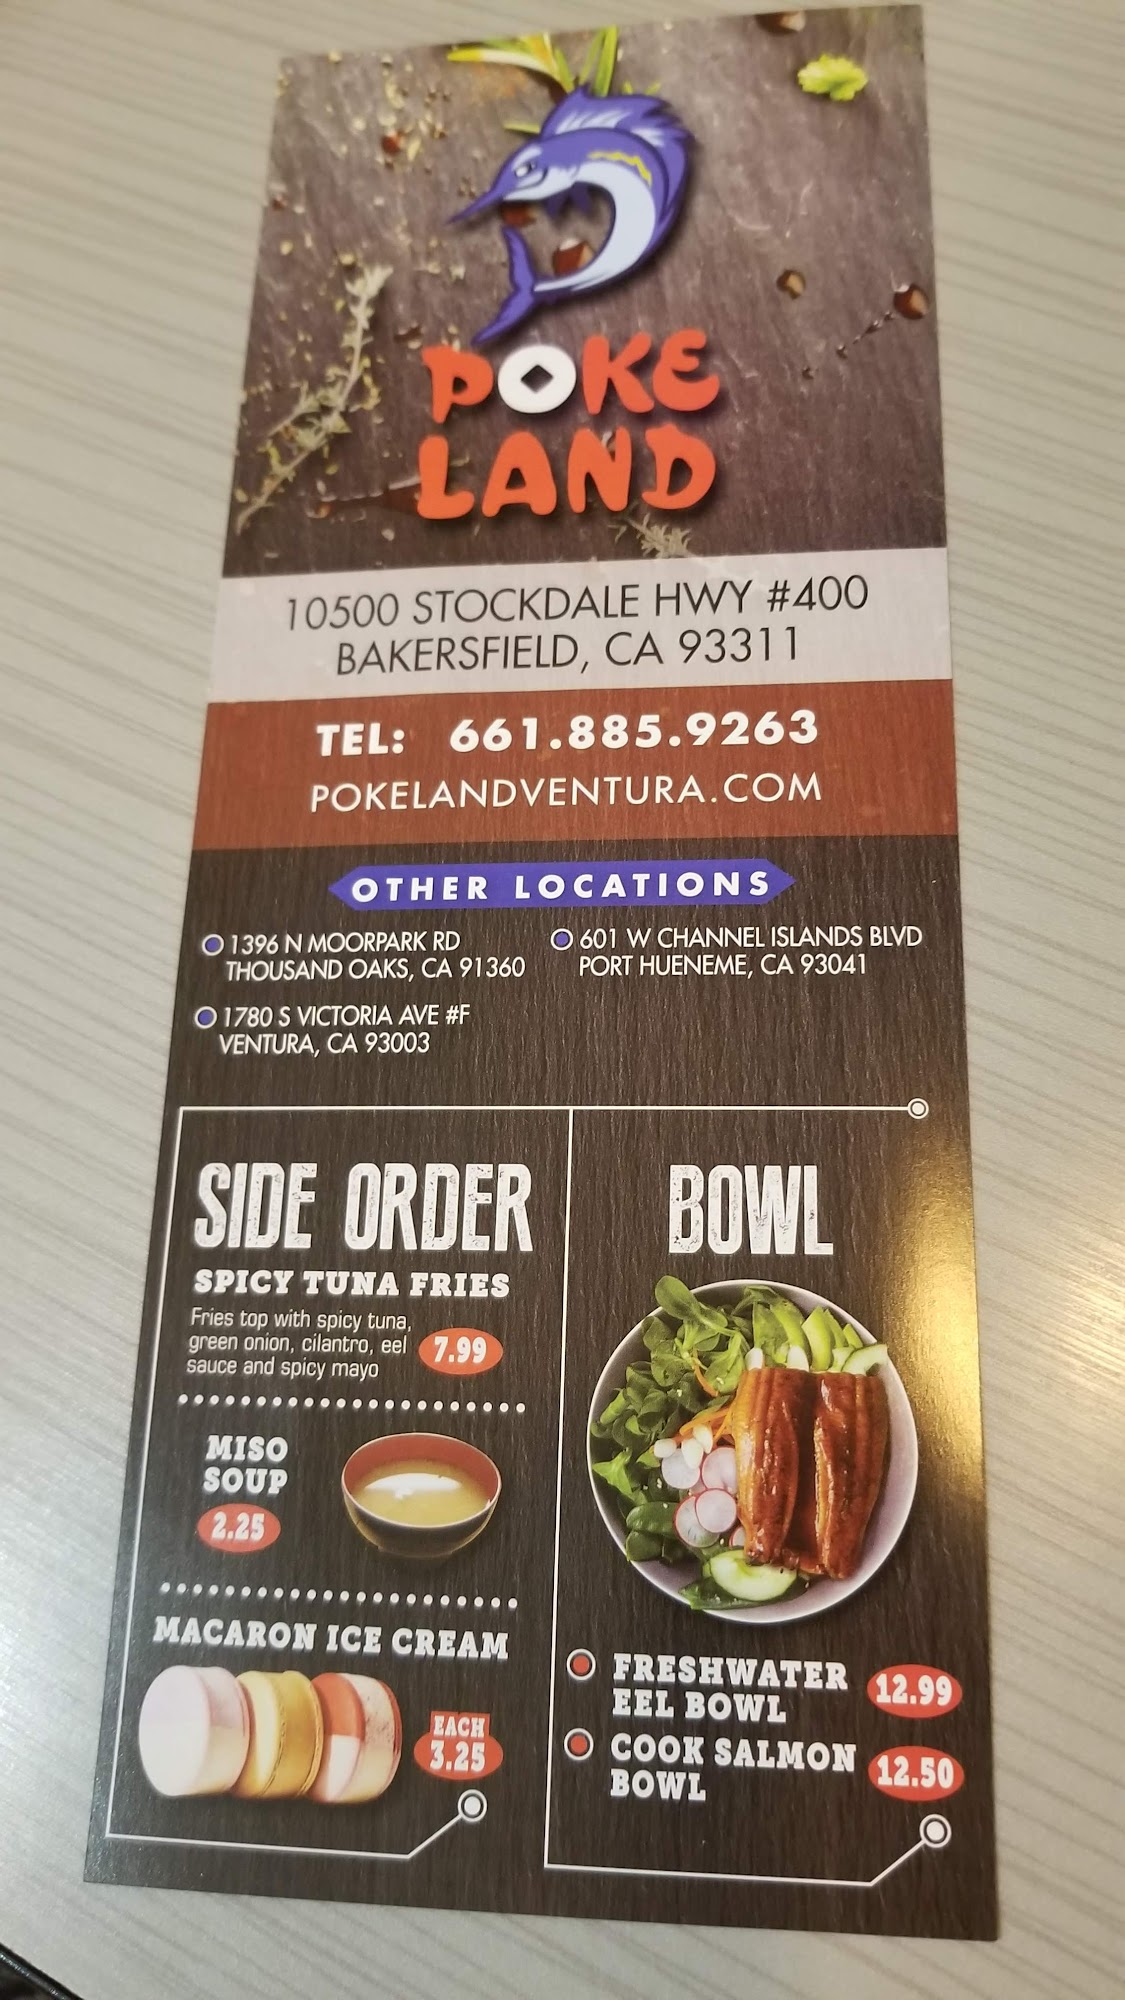 POKE
LAND
10500 STOCKDALE HWY #400
BAKERSFIELD, CA 93311
TEL: 661.885.9263
POKELANDVENTURA.COM
OTHER LOCATIONS
1396 N MOORPARK RD
THOUSAND OAKS, CA 91360
601 W CHANNEL ISLANDS BLVD
PORT HUENEME, CA 93041
1780 S VICTORIA AVE #F
VENTURA, CA 93003
SIDE ORDER
SPICY TUNA FRIES
Fries top with spicy tuna,
green onion, cilantro, eel
sauce and spicy mayo
7.99
MISO
SOUP
2.25
MACARON ICE CREAM
EACH
3.25
BOWL
FRESHWATER
EEL BOWL
12.99
COOK SALMON
BOWL
12.50